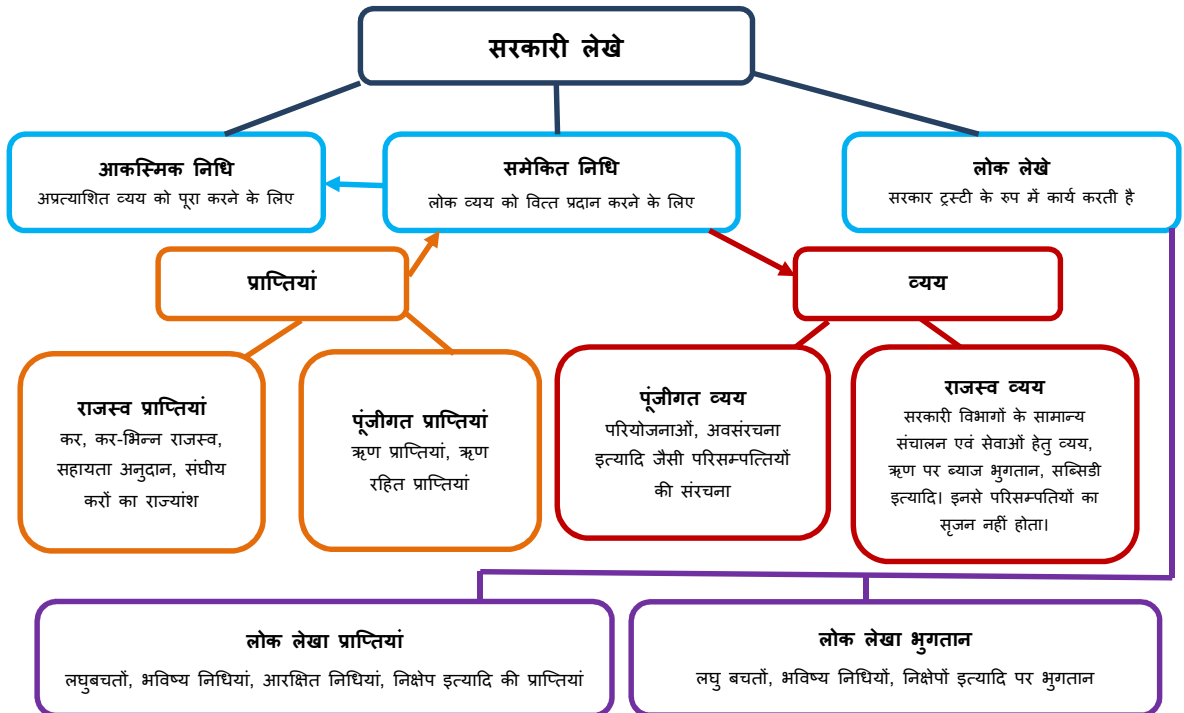 सरकारी लेखे
आकस्मिक निधि
अप्रत्याशित व्यय को पूरा करने के लिए
समेकित निधि
लोक व्यय को वित्त प्रदान करने के लिए
लोक लेखे
सरकार ट्रस्टी के रुप में कार्य करती है
प्राप्तियां
व्यय
राजस्व प्राप्तियां
कर, कर-भिन्न राजस्व,
सहायता अनुदान, संघीय
करों का राज्यांश
पूंजीगत प्राप्तियां
ऋण प्राप्तियां, ऋण
रहित प्राप्तियां
पूंजीगत व्यय
परियोजनाओं, अवसंरचना
इत्यादि जैसी परिसम्पत्तियों
की संरचना
राजस्व व्यय
सरकारी विभागों के सामान्य
संचालन एवं सेवाओं हेतु व्यय,
ऋण पर ब्याज भुगतान, सब्सिडी
इत्यादि। इनसे परिसम्पतियों का
सृजन नहीं होता।
लोक लेखा प्राप्तियां
लघुबचतों, भविष्य निधियां, आरक्षित निधियां, निक्षेप इत्यादि की प्राप्तियां
लोक लेखा भुगतान
लघु बचतों, भविष्य निधियों, निक्षेपों इत्यादि पर भुगतान